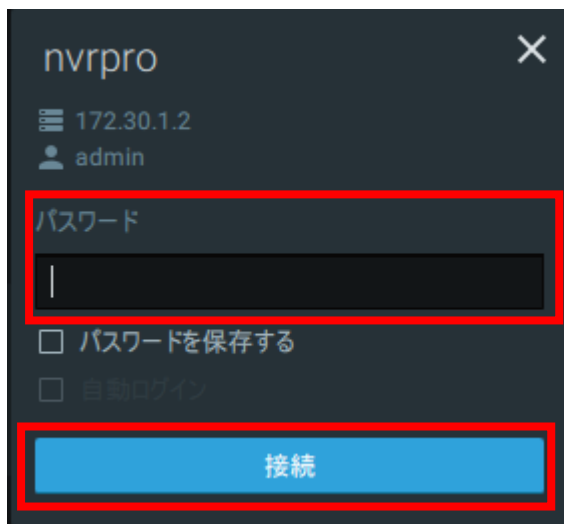 nvrpro
172.30.1.2
admin
パスワード
パスワードを保存する
自動ログイン
接続